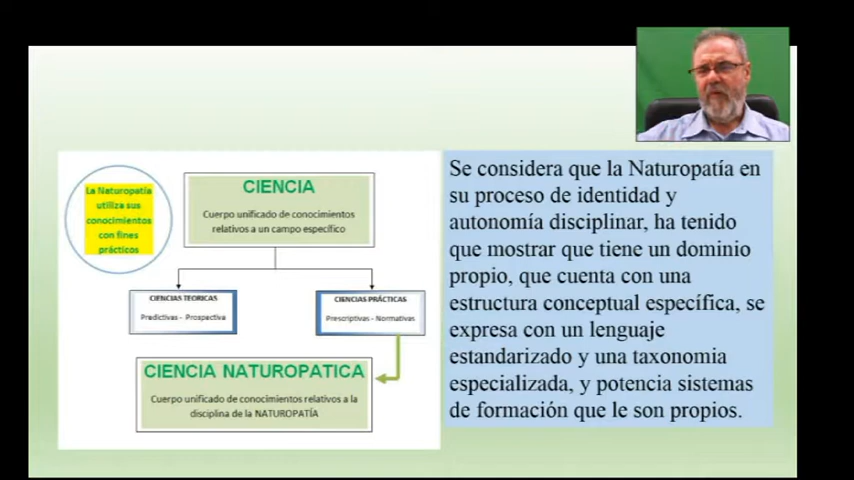 La Naturopatía
utiliza sus
conocimientos
con fines
prácticos
CIENCIA
Cuerpo unificado de conocimientos
relativos a un campo específico
CIENCIAS TEORICAS
Predictivas - Prospectiva
CIENCIAS PRÁCTICAS
Prescriptivas - Normativas
CIENCIA NATUROPATICA
Cuerpo unificado de conocimientos relativos a la
disciplina de la NATUROPATÍA
Se considera que la Naturopatía en
su proceso de identidad y
autonomía disciplinar, ha tenido
que mostrar que tiene un dominio
propio, que cuenta con una
estructura conceptual específica, se
expresa con un lenguaje
estandarizado y una taxonomia
especializada, y potencia sistemas
de formación que le son propios.